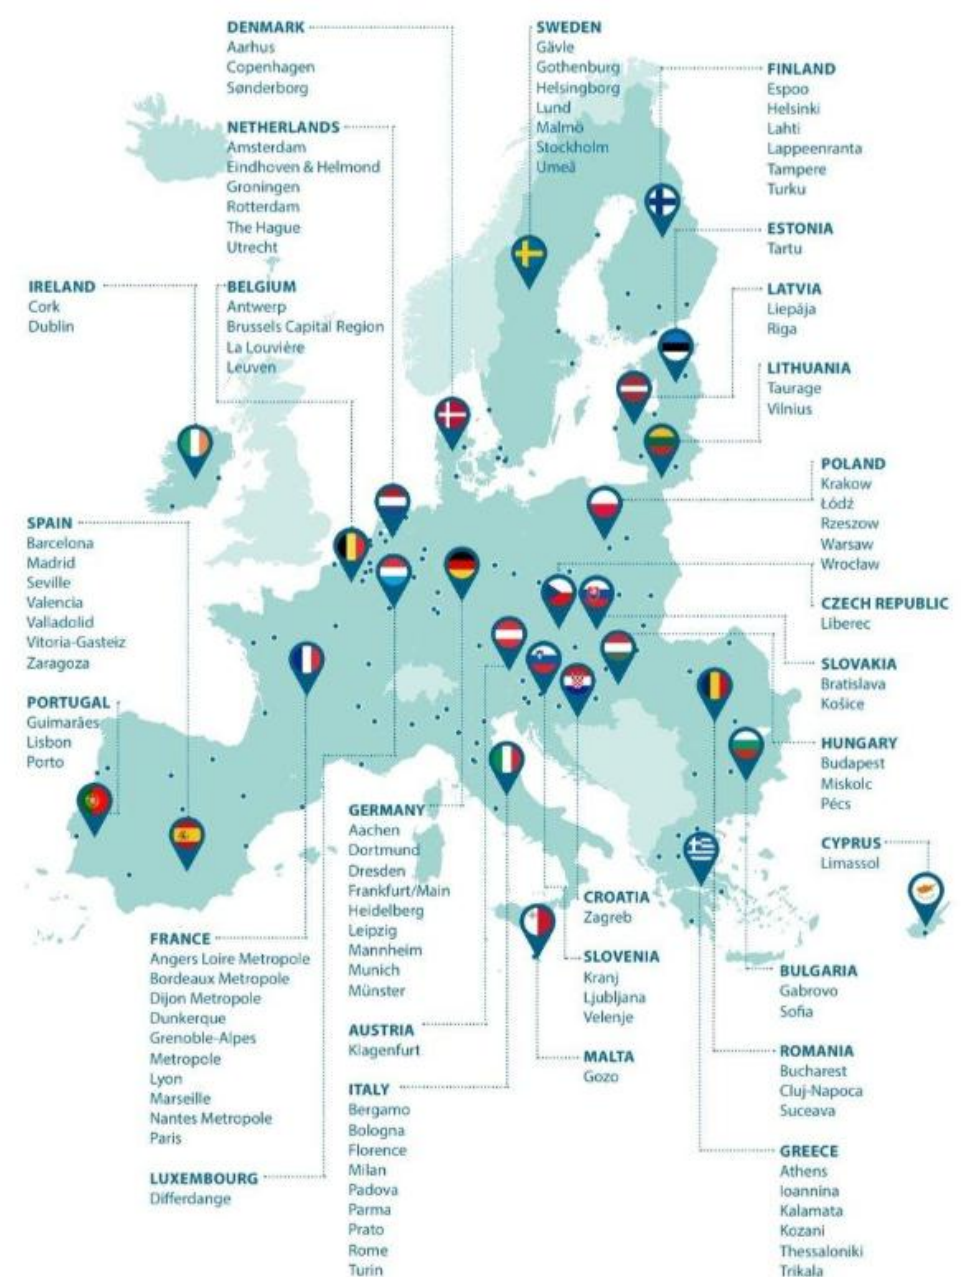 DENMARK
Aarhus
Copenhagen
Sønderborg
SWEDEN
Gävle
Gothenburg
Helsingborg
Lund
Malmö
Stockholm
Umeå
FINLAND
Espoo
Helsinki
Lahti
Lappeenranta
Tampere
Turku
NETHERLANDS
Amsterdam
Eindhoven & Helmond
Groningen
Rotterdam
The Hague
Utrecht
ESTONIA
Tartu
IRELAND
Cork
Dublin
BELGIUM
Antwerp
Brussels Capital Region
La Louvière
Leuven
LATVIA
Liepāja
Riga
LITHUANIA
Taurage
Vilnius
POLAND
Krakow
Łódź
Rzeszow
Warsaw
Wrocław
SPAIN
Barcelona
Madrid
Seville
Valencia
Valladolid
Vitoria-Gasteiz
Zaragoza
CZECH REPUBLIC
Liberec
SLOVAKIA
Bratislava
Košice
PORTUGAL
Guimarães
Lisbon
Porto
HUNGARY
Budapest
Miskolc
Pécs
GERMANY
Aachen
Dortmund
Dresden
Frankfurt/Main
Heidelberg
Leipzig
Mannheim
Munich
Münster
CYPRUS
Limassol
CROATIA
Zagreb
FRANCE
Angers Loire Metropole
Bordeaux Metropole
Dijon Metropole
Dunkerque
Grenoble-Alpes
Metropole
Lyon
Marseille
Nantes Metropole
Paris
SLOVENIA
Kranj
Ljubljana
Velenje
BULGARIA
Gabrovo
Sofia
AUSTRIA
Klagenfurt
MALTA
Gozo
ROMANIA
Bucharest
Cluj-Napoca
Suceava
ITALY
Bergamo
Bologna
Florence
Milan
Padova
Parma
Prato
Rome
Turin
LUXEMBOURG
Differdange
GREECE
Athens
Ioannina
Kalamata
Kozani
Thessaloniki
Trikala